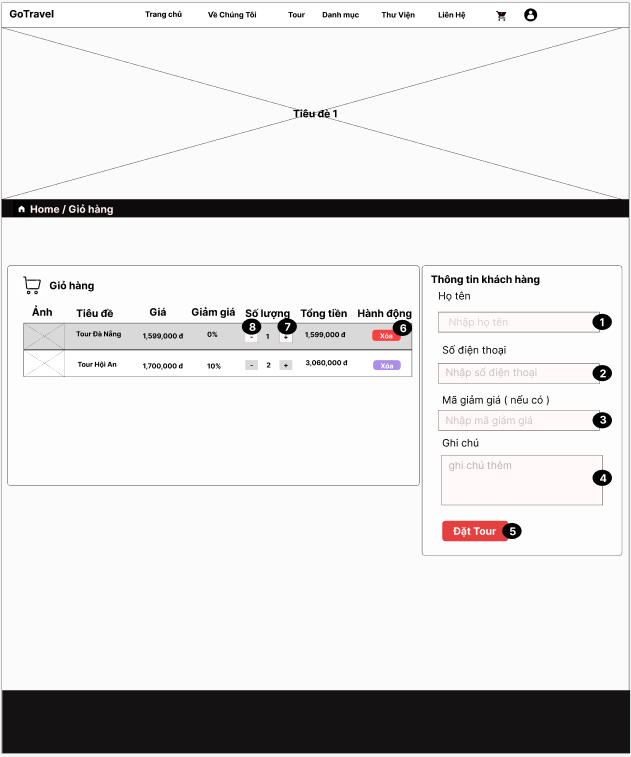 GoTravel Trang chủ Về Chúng Tôi Tour Danh mục Thư Viện Liên Hệ
Tiêu đè 1
Home / Giỏ hàng
Giỏ hàng
Ảnh Tiêu đề Giá Giảm giá Số lượng Tổng tiền Hành động
8 7 6
Tour Đà Nẵng 1,599,000 đ 0% - 1 + 1,599,000 đ Xóa
Tour Hội An 1,700,000 đ 10% - 2 + 3,060,000 đ Xóa
Thông tin khách hàng
Họ tên
Nhập họ tên 1
Số điện thoại
Nhập số điện thoại 2
Mã giảm giá ( nếu có )
Nhập mã giảm giá 3
Ghi chú
ghi chú thêm 4
Đặt Tour 5